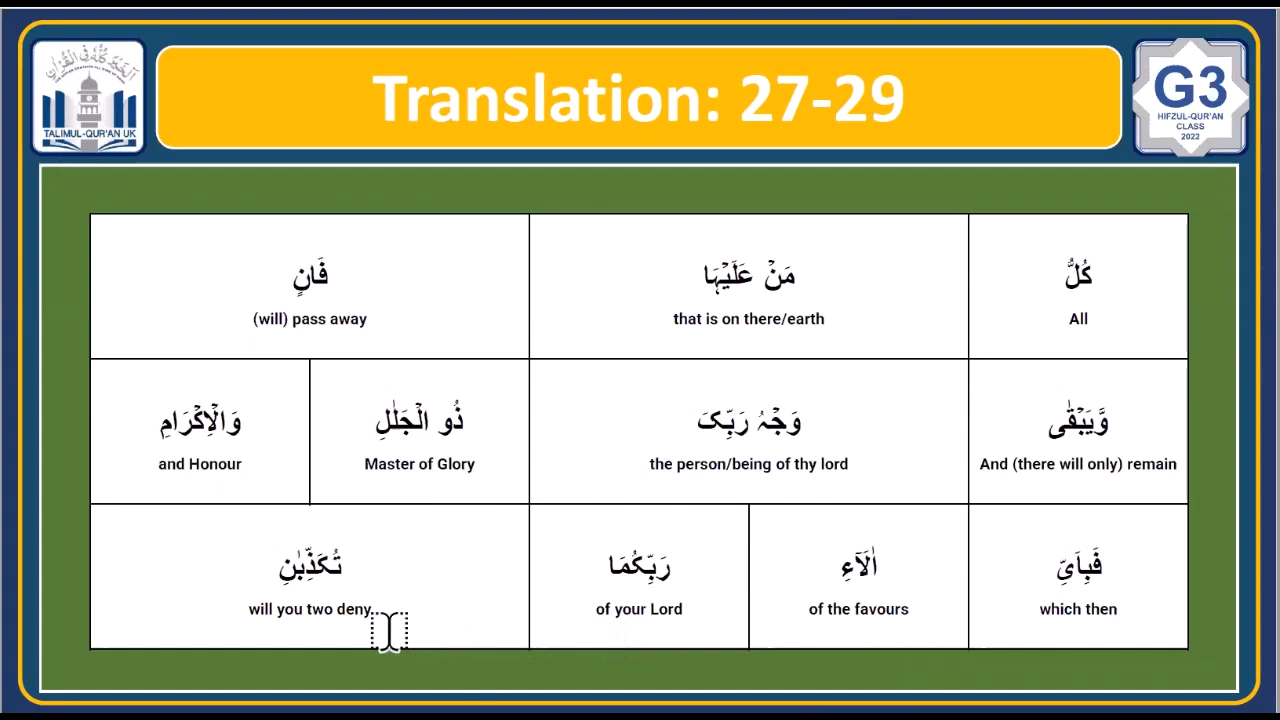 Translation: 27-29
TALIMUL-QUR'AN UK
G3
HIFZUL-QUR'AN
CLASS
2022
کُلُّ
All
مَنۡ عَلَیۡہَا
that is on there/earth
فَانٍ
(will) pass away
وَّیَبۡقٰی
And (there will only) remain
وَجۡہُ رَبِّکَ
the person/being of thy lord
ذُو الۡجَلٰلِ
Master of Glory
وَالۡاِکۡرَامِ
and Honour
فَبِاَیِّ
which then
اٰلَآءِ
of the favours
رَبِّکُمَا
of your Lord
تُکَذِّبٰنِ
will you two deny